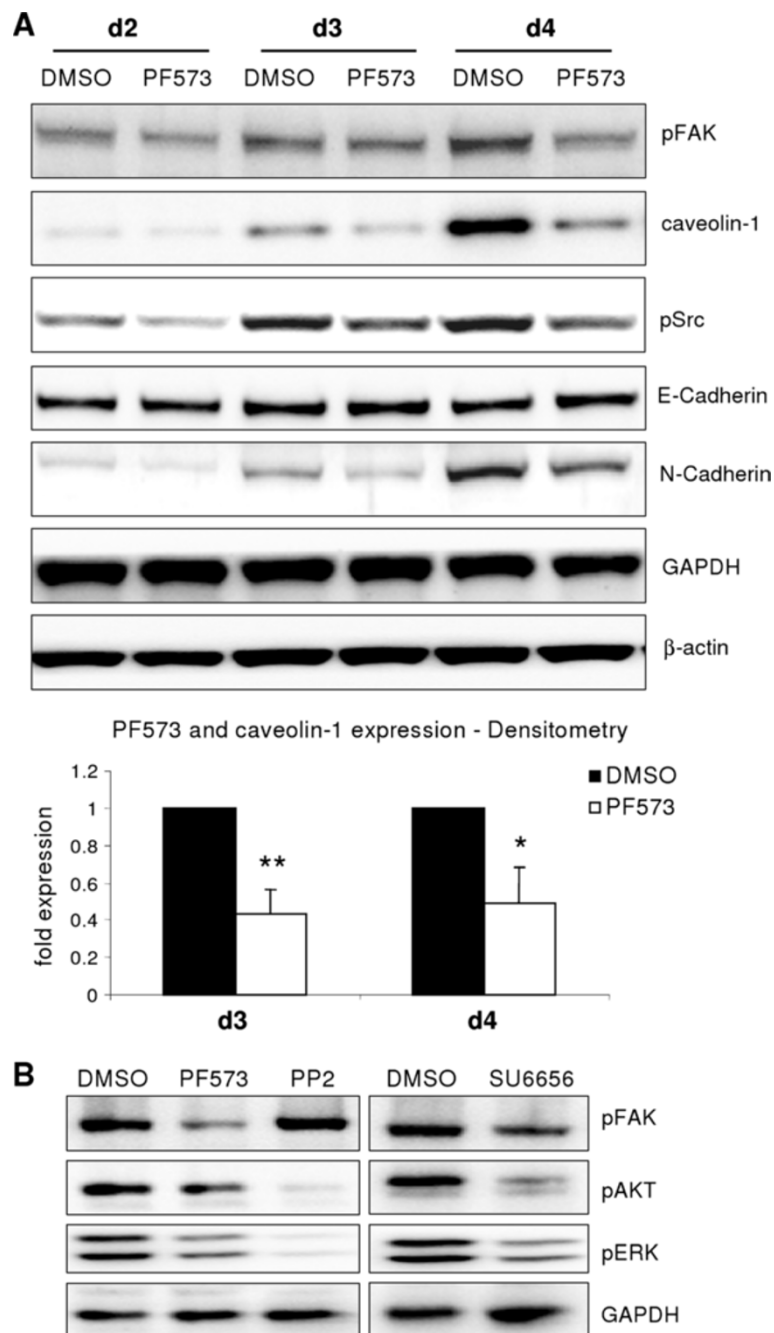 A
d2 d3 d4
DMSO PF573 DMSO PF573 DMSO PF573
pFAK
caveolin-1
pSrc
E-Cadherin
N-Cadherin
GAPDH
β-actin
PF573 and caveolin-1 expression - Densitometry
fold expression
1.2
1
0.8
0.6
0.4
0.2
0
DMSO
PF573
**
*
d3 d4
B
DMSO PF573 PP2 DMSO SU6656
pFAK
pAKT
pERK
GAPDH